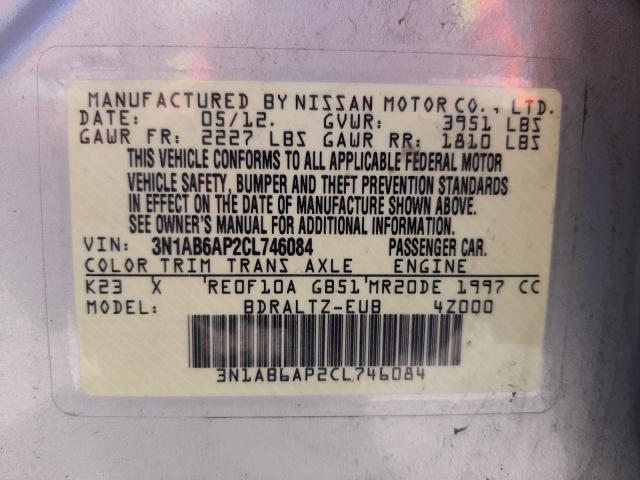 MANUFACTURED BY NISSAN MOTOR CO., LTD.
DATE: 05/12. GVWR: 3951 LBS
GAWR FR: 2227 LBS GAWR RR: 1810 LBS
THIS VEHICLE CONFORMS TO ALL APPLICABLE FEDERAL MOTOR
VEHICLE SAFETY, BUMPER AND THEFT PREVENTION STANDARDS
IN EFFECT ON THE DATE OF MANUFACTURE SHOWN ABOVE.
SEE OWNER'S MANUAL FOR ADDITIONAL INFORMATION.
VIN: 3N1AB6AP2CL746084 PASSENGER CAR.
COLOR TRIM TRANS AXLE ENGINE
K23 X 'RE0F10A GB51'MR20DE 1997 CC
MODEL: BDRALTZ-EUB 4Z000
3N1AB6AP2CL746084